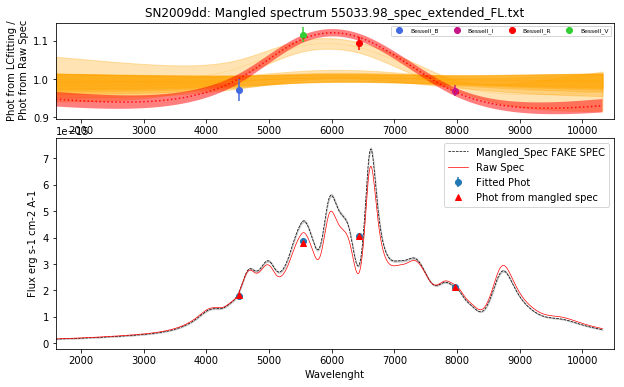 SN2009dd: Mangled spectrum 55033.98_spec_extended_FL.txt
Phot from LCfitting /
Phot from Raw Spec
1.1
1.0
0.9
Bessell_B
Bessell_I
Bessell_R
Bessell_V
2000 3000 4000 5000 6000 7000 8000 9000 10000
Flux erg s-1 cm-2 A-1
7
6
5
4
3
2
1
0
Mangled_Spec FAKE SPEC
Raw Spec
Fitted Phot
Phot from mangled spec
2000 3000 4000 5000 6000 7000 8000 9000 10000
Wavelenght